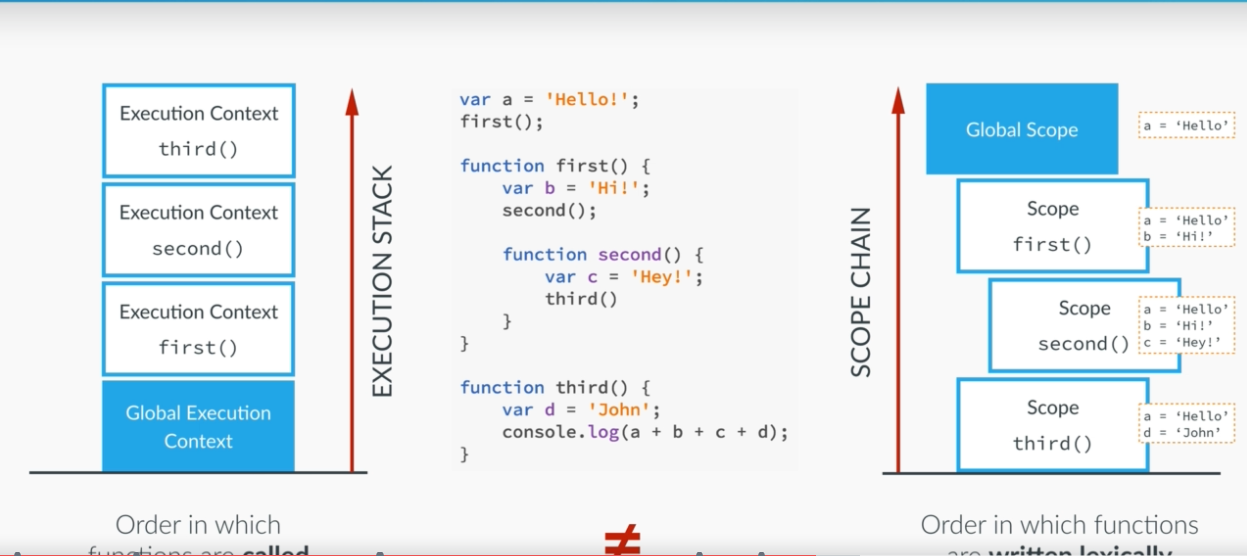 Execution Context
third()
Execution Context
second()
Execution Context
first()
Global Execution
Context
EXECUTION STACK
Order in which
functions are called
var a = 'Hello!';
first();
function first() {
var b = 'Hi!';
second();
function second() {
var c = 'Hey!';
third()
}
}
function third() {
var d = 'John';
console.log(a + b + c + d);
}
≠
SCOPE CHAIN
Global Scope
a = ‘Hello’
Scope
first()
a = ‘Hello’
b = ‘Hi!’
Scope
second()
a = ‘Hello’
b = ‘Hi!’
c = ‘Hey!’
Scope
third()
a = ‘Hello’
d = ‘John’
Order in which functions
are written lexically